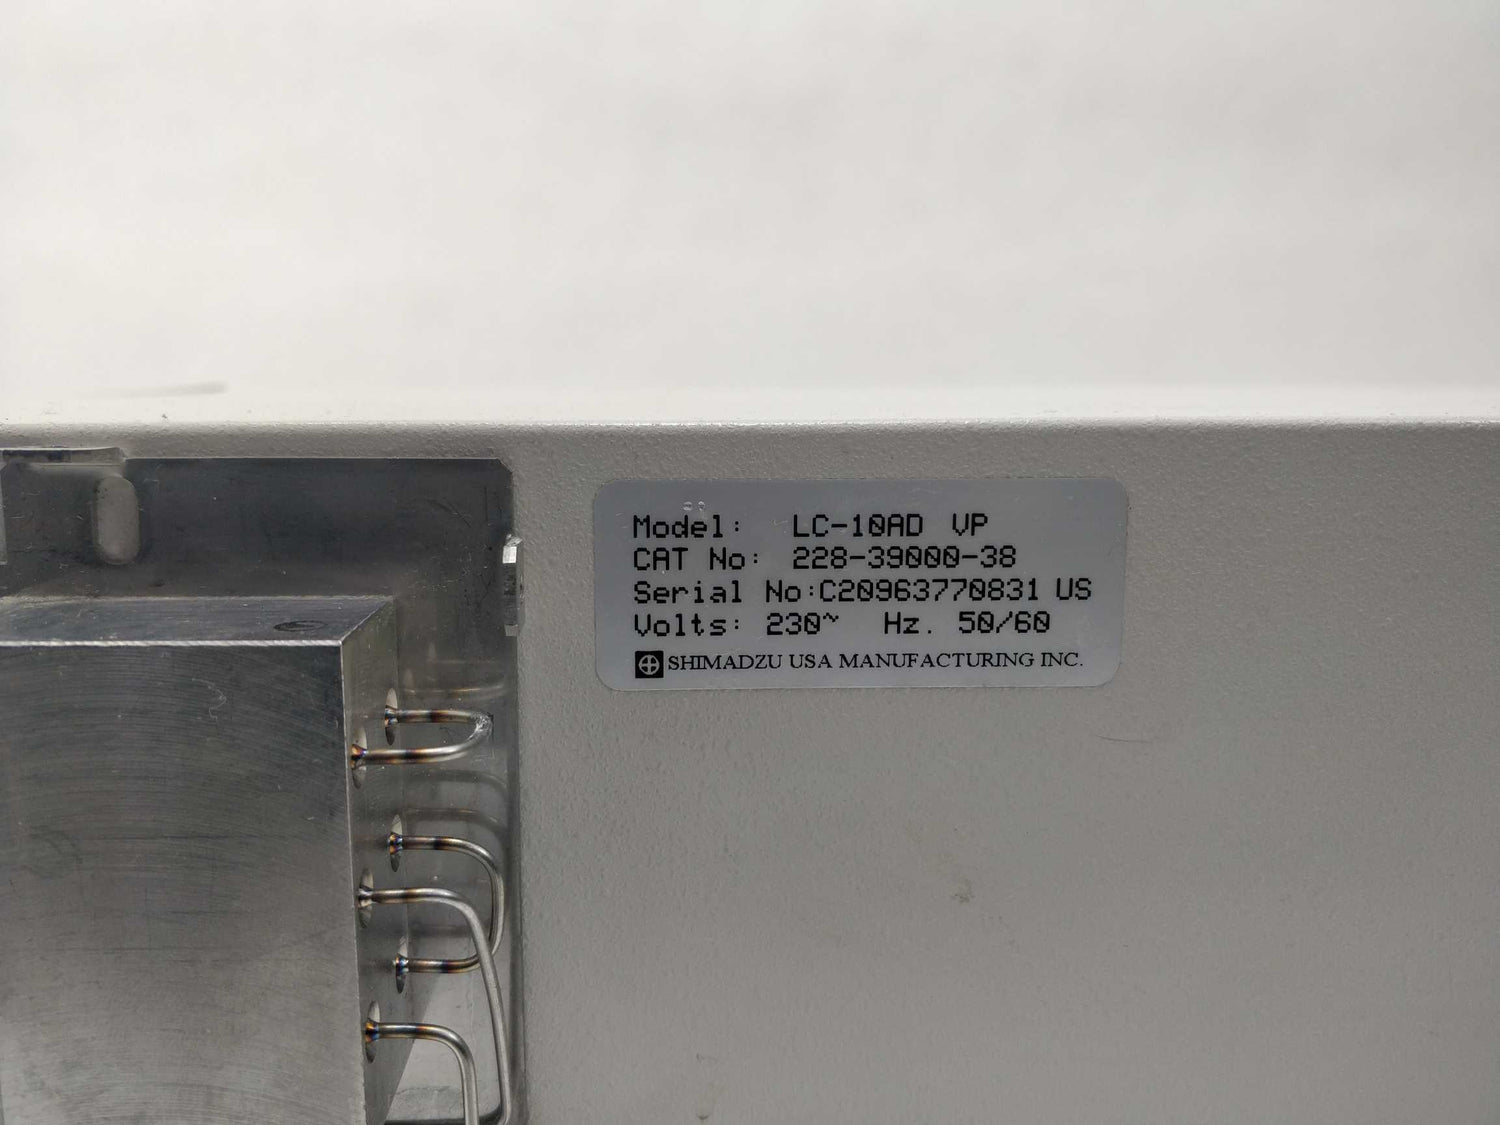 Model: LC-10AD VP
CAT No: 228-39000-38
Serial No:C20963770831 US
Volts: 230~ Hz. 50/60
SHIMADZU USA MANUFACTURING INC.